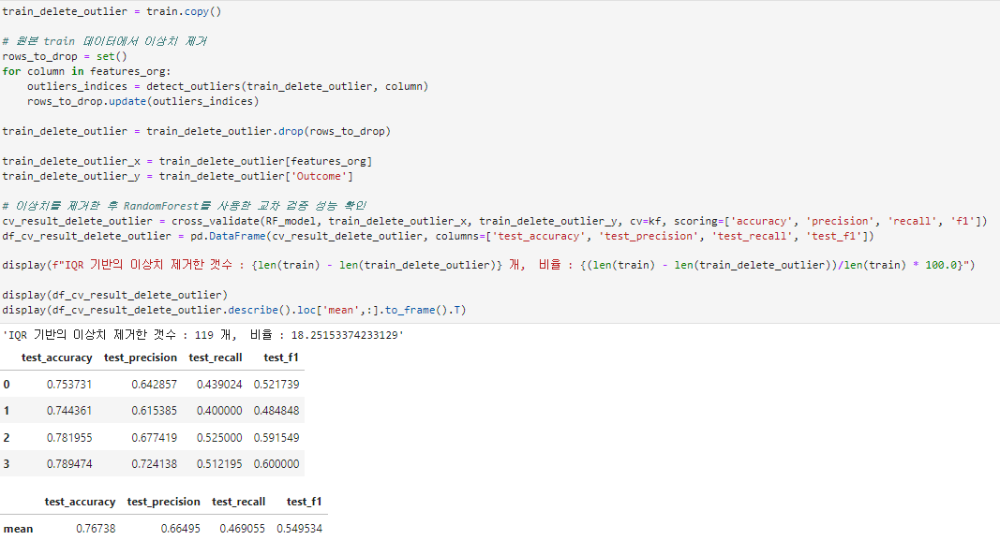 train_delete_outlier = train.copy()

# 원본 train 데이터에서 이상치 제거
rows_to_drop = set()
for column in features_org:
    outliers_indices = detect_outliers(train_delete_outlier, column)
    rows_to_drop.update(outliers_indices)

train_delete_outlier = train_delete_outlier.drop(rows_to_drop)

train_delete_outlier_x = train_delete_outlier[features_org]
train_delete_outlier_y = train_delete_outlier['Outcome']

# 이상치를 제거한 후 RandomForest를 사용한 교차 검증 성능 확인
cv_result_delete_outlier = cross_validate(RF_model, train_delete_outlier_x, train_delete_outlier_y, cv=kf, scoring=['accuracy', 'precision', 'recall', 'f1'])
df_cv_result_delete_outlier = pd.DataFrame(cv_result_delete_outlier, columns=['test_accuracy', 'test_precision', 'test_recall', 'test_f1'])

display(f"IQR 기반의 이상치 제거한 갯수 : {len(train) - len(train_delete_outlier)} 개, 비율 : {(len(train) - len(train_delete_outlier))/len(train) * 100.0}")

display(df_cv_result_delete_outlier)
display(df_cv_result_delete_outlier.describe().loc['mean',:].to_frame().T)
'IQR 기반의 이상치 제거한 갯수 : 119 개, 비율 : 18.25153374233129'
test_accuracy test_precision test_recall test_f1
0 0.753731 0.642857 0.439024 0.521739
1 0.744361 0.615385 0.400000 0.484848
2 0.781955 0.677419 0.525000 0.591549
3 0.789474 0.724138 0.512195 0.600000
test_accuracy test_precision test_recall test_f1
mean 0.76738 0.66495 0.469055 0.549534